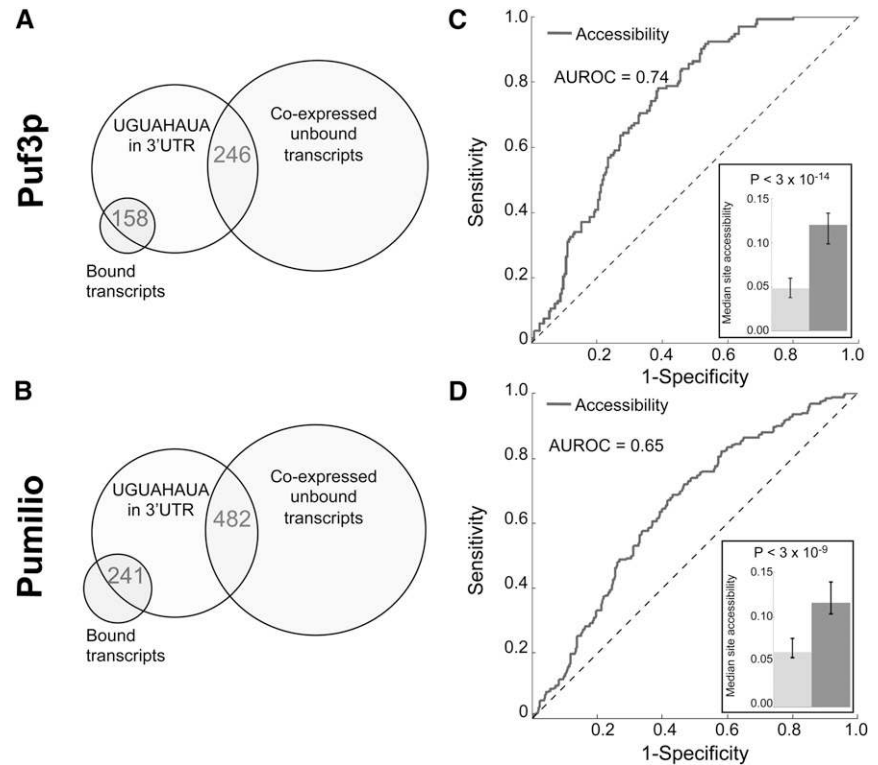 A
Puf3p
UGUAHAUA
in 3'UTR
246
Co-expressed
unbound
transcripts
158
Bound
transcripts
B
Pumilio
UGUAHAUA
in 3'UTR
482
Co-expressed
unbound
transcripts
241
Bound
transcripts
C
Accessibility
AUROC = 0.74
Sensitivity
1.0
0.8
0.6
0.4
0.2
0
0.2
0.4
0.6
0.8
1.0
1-Specificity
P < 3 x 10-14
Median site accessibility
0.15
0.10
0.05
0.00
D
Accessibility
AUROC = 0.65
Sensitivity
1.0
0.8
0.6
0.4
0.2
0
0.2
0.4
0.6
0.8
1.0
1-Specificity
P < 3 x 10-9
Median site accessibility
0.15
0.10
0.05
0.00